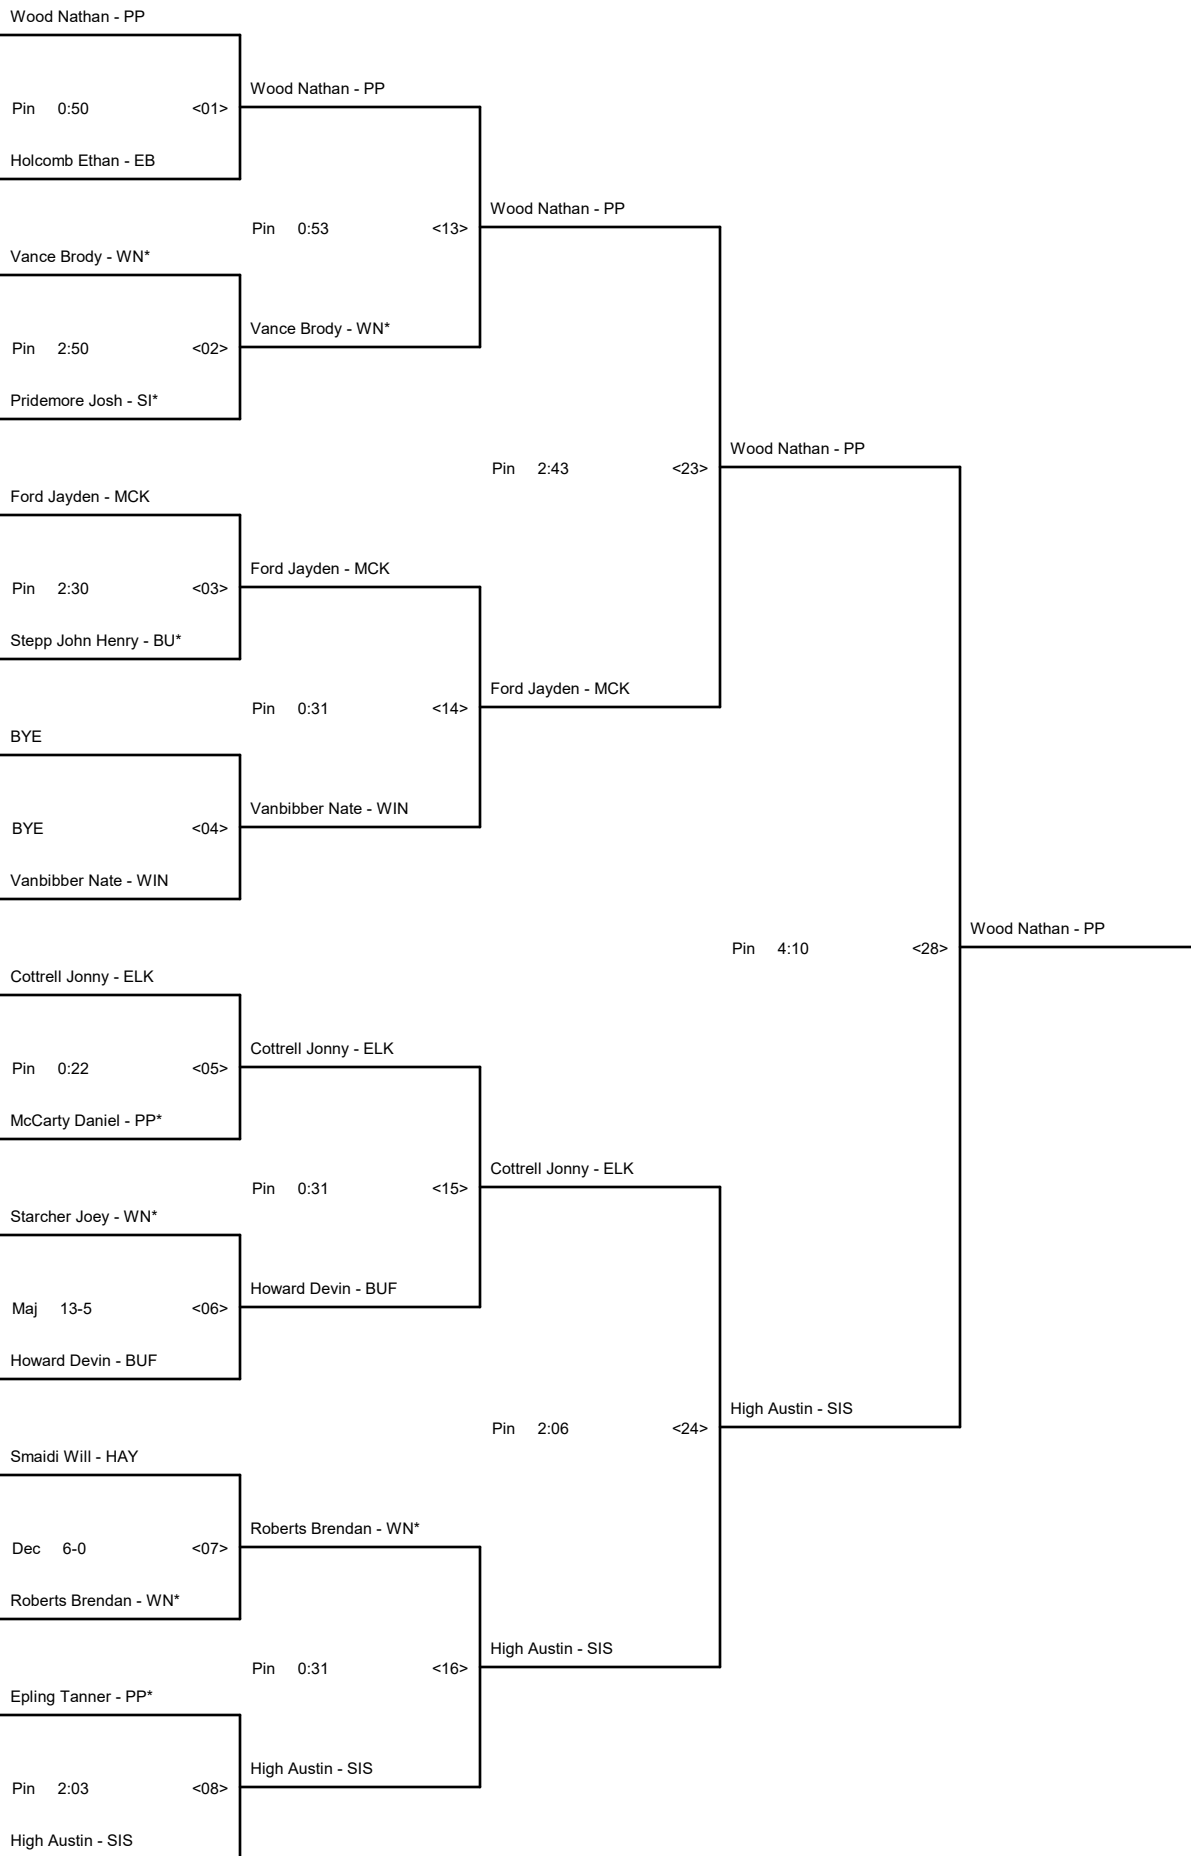 Wood Nathan - PP
Wood Nathan - PP
Pin 0:50 <01>
Holcomb Ethan - EB
Wood Nathan - PP
Pin 0:53 <13>
Vance Brody - WN*
Vance Brody - WN*
Pin 2:50 <02>
Pridemore Josh - SI*
Wood Nathan - PP
Pin 2:43 <23>
Ford Jayden - MCK
Ford Jayden - MCK
Pin 2:30 <03>
Stepp John Henry - BU*
Ford Jayden - MCK
Pin 0:31 <14>
BYE
Vanbibber Nate - WIN
BYE <04>
Vanbibber Nate - WIN
Wood Nathan - PP
Pin 4:10 <28>
Cottrell Jonny - ELK
Cottrell Jonny - ELK
Pin 0:22 <05>
McCarty Daniel - PP*
Cottrell Jonny - ELK
Pin 0:31 <15>
Starcher Joey - WN*
Howard Devin - BUF
Maj 13-5 <06>
Howard Devin - BUF
High Austin - SIS
Pin 2:06 <24>
Smaidi Will - HAY
Roberts Brendan - WN*
Dec 6-0 <07>
Roberts Brendan - WN*
High Austin - SIS
Pin 0:31 <16>
Epling Tanner - PP*
High Austin - SIS
Pin 2:03 <08>
High Austin - SIS